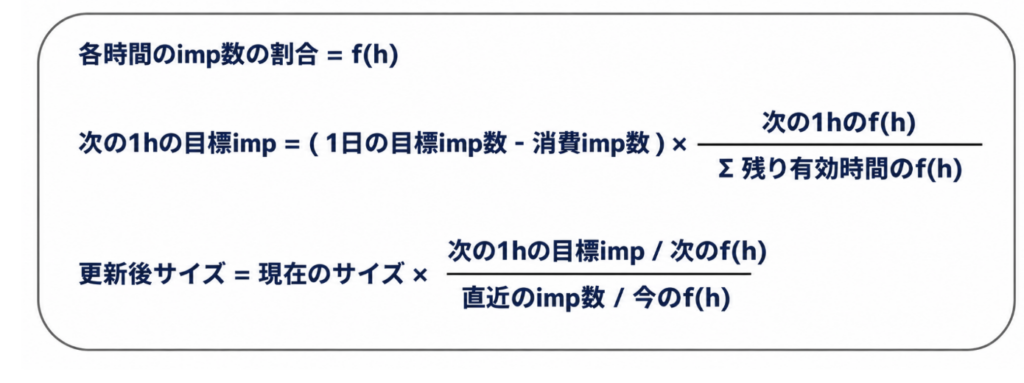 各時間のimp数の割合 = f(h)
次の1hのf(h)
次の1hの目標imp = ( 1日の目標imp数 - 消費imp数 ) ×
Σ 残り有効時間のf(h)
次の1hの目標imp / 次のf(h)
更新後サイズ = 現在のサイズ ×
直近のimp数 / 今のf(h)